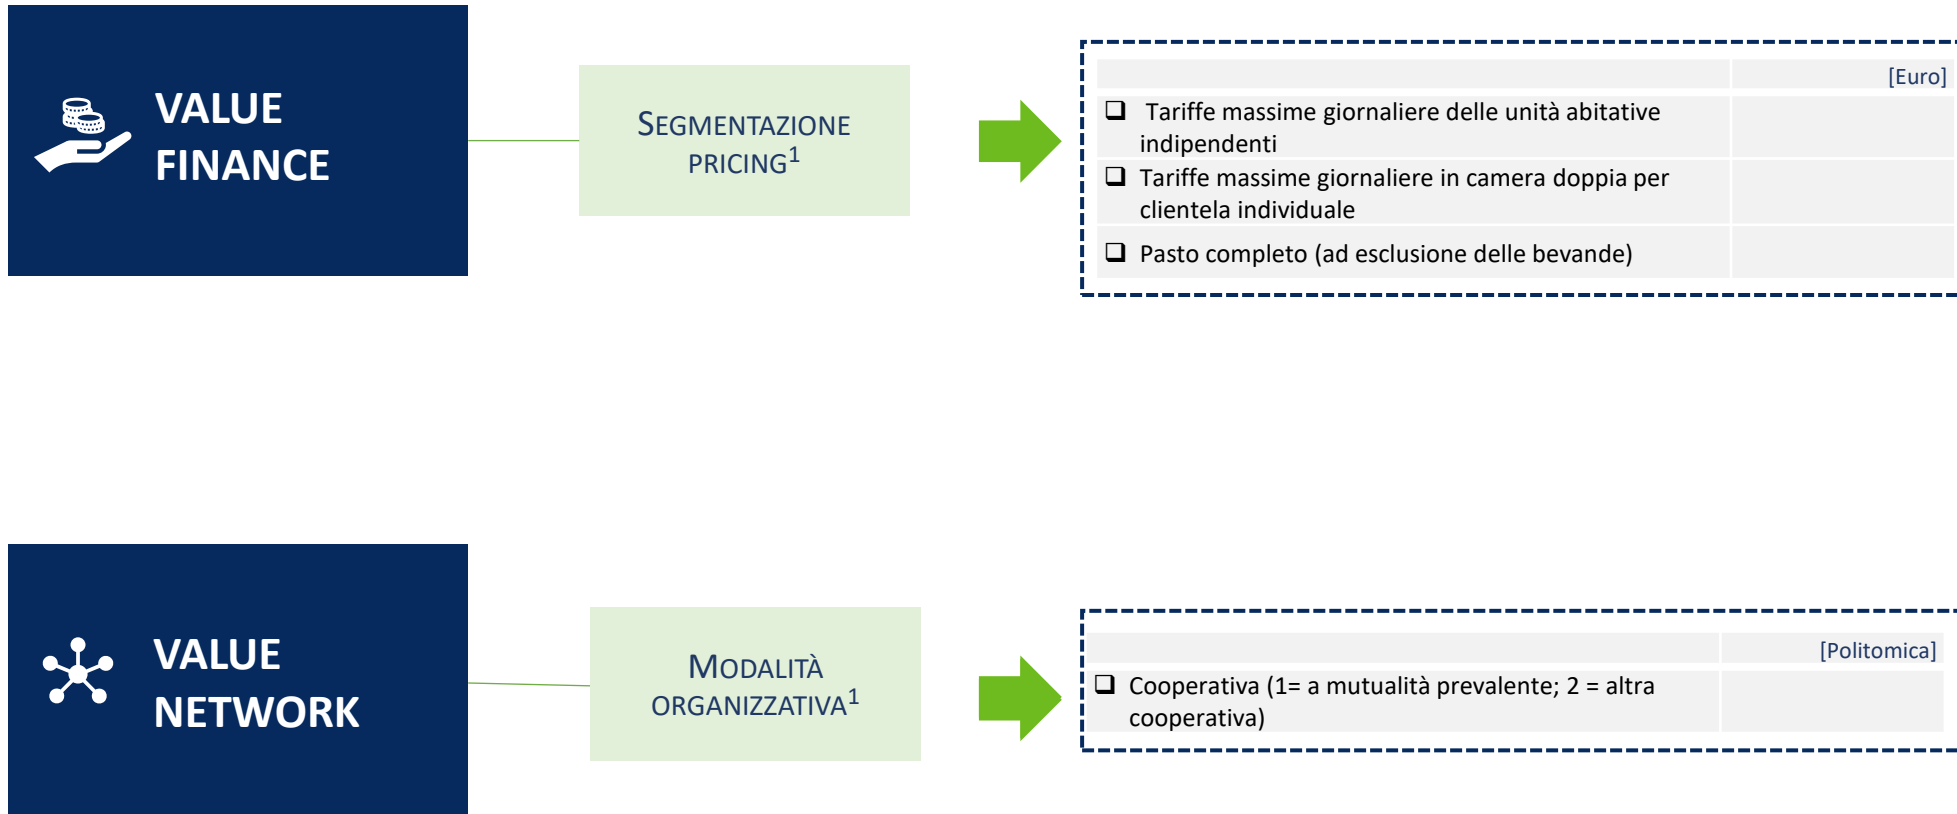 VALUE
FINANCE
SEGMENTAZIONE
PRICING1
[Euro]
❑ Tariffe massime giornaliere delle unità abitative
indipendenti
❑ Tariffe massime giornaliere in camera doppia per
clientela individuale
❑ Pasto completo (ad esclusione delle bevande)
VALUE
NETWORK
MODALITÀ
ORGANIZZATIVA1
[Politomica]
❑ Cooperativa (1= a mutualità prevalente; 2 = altra
cooperativa)